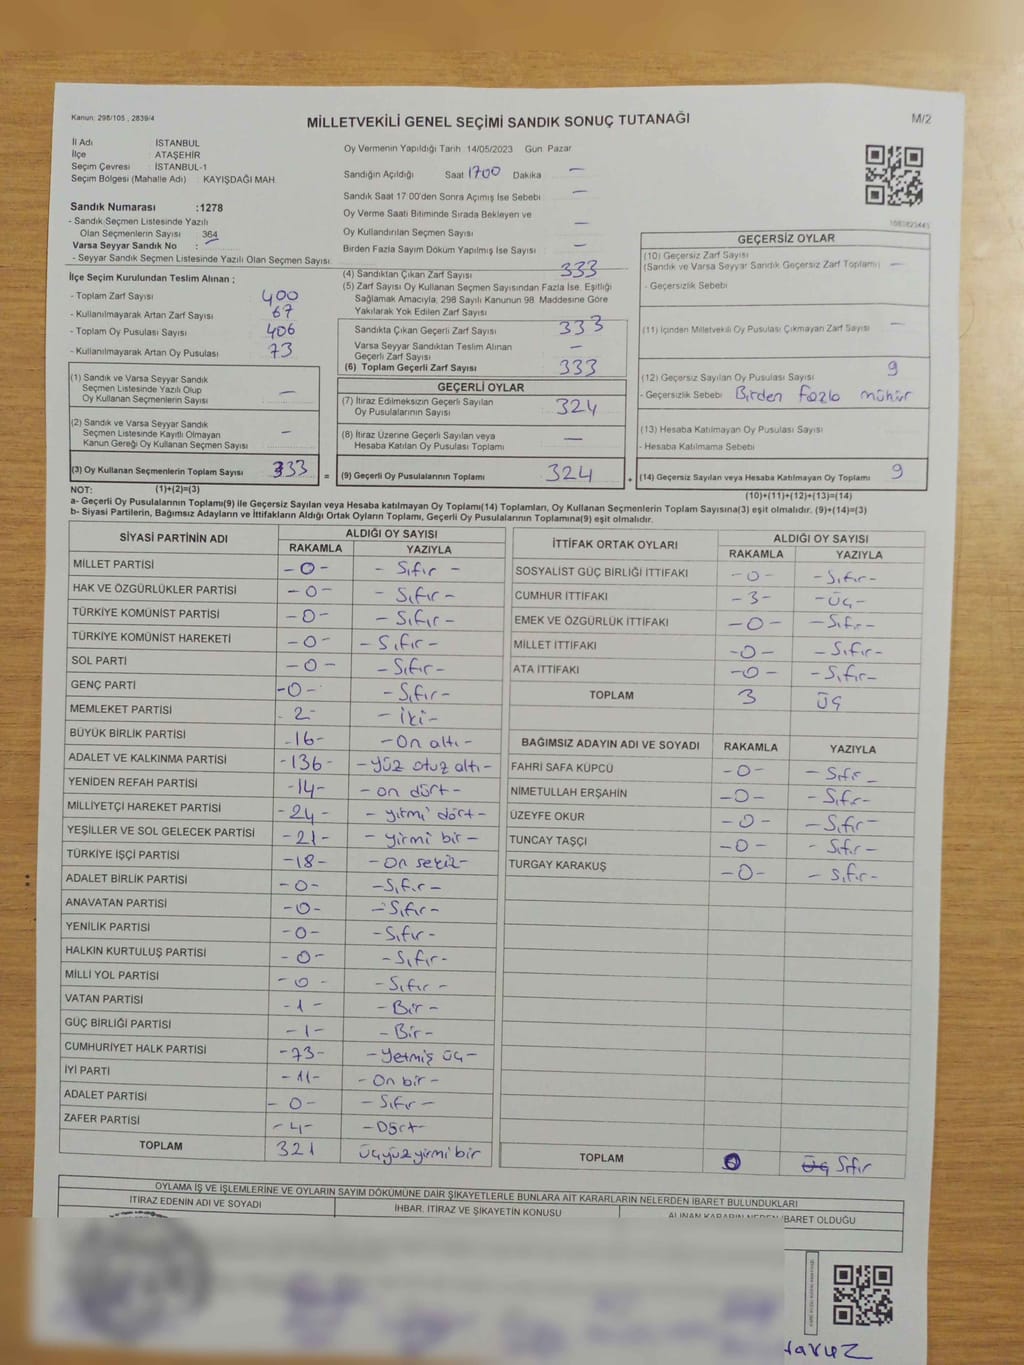 Kanun: 298/105 , 2839/4
MİLLETVEKİLİ GENEL SEÇİMİ SANDIK SONUÇ TUTANAĞI
M/2
İl Adı İSTANBUL
İlçe ATAŞEHİR
Seçim Çevresi İSTANBUL-1
Seçim Bölgesi (Mahalle Adı) KAYIŞDAĞI MAH.
Sandık Numarası :1278
- Sandık Seçmen Listesinde Yazılı
Olan Seçmenlerin Sayısı 364
Varsa Seyyar Sandık No : -
- Seyyar Sandık Seçmen Listesinde Yazılı Olan Seçmen Sayısı
Oy Vermenin Yapıldığı Tarih 14/05/2023 Gün Pazar
Sandığın Açıldığı Saat 1700 Dakika -
Sandık Saat 17 00'den Sonra Açımış İse Sebebi -
Oy Verme Saati Bitiminde Sırada Bekleyen ve
Oy Kullandırılan Seçmen Sayısı -
Birden Fazla Sayım Döküm Yapılmış İse Sayısı -
İlçe Seçim Kurulundan Teslim Alınan ;
- Toplam Zarf Sayısı 400
- Kullanılmayarak Artan Zarf Sayısı 67
- Toplam Oy Pusulası Sayısı 406
- Kullanılmayarak Artan Oy Pusulası 73
(4) Sandıktan Çıkan Zarf Sayısı 333
(5) Zarf Sayısı Oy Kullanan Seçmen Sayısından Fazla İse, Eşitliği
Sağlamak Amacıyla, 298 Sayılı Kanunun 98. Maddesine Göre
Yakılarak Yok Edilen Zarf Sayısı
Sandıkta Çıkan Geçerli Zarf Sayısı 333
Varsa Seyyar Sandıktan Teslim Alınan
Geçerli Zarf Sayısı -
(6) Toplam Geçerli Zarf Sayısı 333
GEÇERSİZ OYLAR
(10) Geçersiz Zarf Sayısı
(Sandık ve Varsa Seyyar Sandık Geçersiz Zarf Toplamı) -
- Geçersizlik Sebebi
(11) İçinden Milletvekili Oy Pusulası Çıkmayan Zarf Sayısı -
(12) Geçersiz Sayılan Oy Pusulası Sayısı 9
- Geçersizlik Sebebi Birden fazla mühür
(13) Hesaba Katılmayan Oy Pusulası Sayısı
- Hesaba Katılmama Sebebi
(14) Geçersiz Sayılan veya Hesaba Katılmayan Oy Toplamı 9
(10)+(11)+(12)+(13)=(14)
(1) Sandık ve Varsa Seyyar Sandık
Seçmen Listesinde Yazılı Olup
Oy Kullanan Seçmenlerin Sayısı -
(2) Sandık ve Varsa Seyyar Sandık
Seçmen Listesinde Kayıtlı Olmayan
Kanun Gereği Oy Kullanan Seçmen Sayısı -
(3) Oy Kullanan Seçmenlerin Toplam Sayısı 333 =
GEÇERLİ OYLAR
(7) İtiraz Edilmeksizin Geçerli Sayılan
Oy Pusulalarının Sayısı 324
(8) İtiraz Üzerine Geçerli Sayılan veya
Hesaba Katılan Oy Pusulası Toplamı -
(9) Geçerli Oy Pusulalarının Toplamı 324 +
NOT: (1)+(2)=(3)
a- Geçerli Oy Pusulalarının Toplamı(9) ile Geçersiz Sayılan veya Hesaba katılmayan Oy Toplamı(14) Toplamları, Oy Kullanan Seçmenlerin Toplam Sayısına(3) eşit olmalıdır. (9)+(14)=(3)
b- Siyasi Partilerin, Bağımsız Adayların ve İttifakların Aldığı Ortak Oyların Toplamı, Geçerli Oy Pusulalarının Toplamına(9) eşit olmalıdır.
SİYASİ PARTİNİN ADI ALDIĞI OY SAYISI
RAKAMLA YAZIYLA
MİLLET PARTİSİ -0- - Sıfır -
HAK VE ÖZGÜRLÜKLER PARTİSİ -0- - Sıfır -
TÜRKİYE KOMÜNİST PARTİSİ -0- - Sıfır -
TÜRKİYE KOMÜNİST HAREKETİ -0- - Sıfır -
SOL PARTİ -0- - Sıfır -
GENÇ PARTİ -0- - Sıfır -
MEMLEKET PARTİSİ 2- - İki -
BÜYÜK BİRLİK PARTİSİ -16- - On altı -
ADALET VE KALKINMA PARTİSİ -136- - yüz otuz altı -
YENİDEN REFAH PARTİSİ -14- - on dört -
MİLLİYETÇİ HAREKET PARTİSİ -24- - yirmi dört -
YEŞİLLER VE SOL GELECEK PARTİSİ -21- - yirmi bir -
TÜRKİYE İŞÇİ PARTİSİ -18- - on sekiz -
ADALET BİRLİK PARTİSİ -0- - Sıfır -
ANAVATAN PARTİSİ -0- - Sıfır -
YENİLİK PARTİSİ -0- - Sıfır -
HALKIN KURTULUŞ PARTİSİ -0- - Sıfır -
MİLLİ YOL PARTİSİ -0- - Sıfır -
VATAN PARTİSİ -1- - Bir -
GÜÇ BİRLİĞİ PARTİSİ -1- - Bir -
CUMHURİYET HALK PARTİSİ -73- - yetmiş üç -
İYİ PARTİ -11- - On bir -
ADALET PARTİSİ -0- - Sıfır -
ZAFER PARTİSİ -4- - Dört -
TOPLAM 321 üçyüz yirmi bir
İTTİFAK ORTAK OYLARI ALDIĞI OY SAYISI
RAKAMLA YAZIYLA
SOSYALİST GÜÇ BİRLİĞİ İTTİFAKI -0- - Sıfır -
CUMHUR İTTİFAKI -3- - üç -
EMEK VE ÖZGÜRLÜK İTTİFAKI -0- - Sıfır -
MİLLET İTTİFAKI -0- - Sıfır -
ATA İTTİFAKI -0- - Sıfır -
TOPLAM 3 üç
BAĞIMSIZ ADAYIN ADI VE SOYADI RAKAMLA YAZIYLA
FAHRİ SAFA KÜPCÜ -0- - Sıfır -
NİMETULLAH ERŞAHİN -0- - Sıfır -
ÜZEYFE OKUR -0- - Sıfır -
TUNCAY TAŞÇİ -0- - Sıfır -
TURGAY KARAKUŞ -0- - Sıfır -
TOPLAM 0 üç Sıfır
OYLAMA İŞ VE İŞLEMLERİNE VE OYLARIN SAYIM DÖKÜMÜNE DAİR ŞİKAYETLERLE BUNLARA AİT KARARLARIN NELERDEN İBARET BULUNDUKLARI
İTİRAZ EDENİN ADI VE SOYADI İHBAR, İTİRAZ VE ŞİKAYETİN KONUSU ALINAN KARARIN NEDEN İBARET OLDUĞU